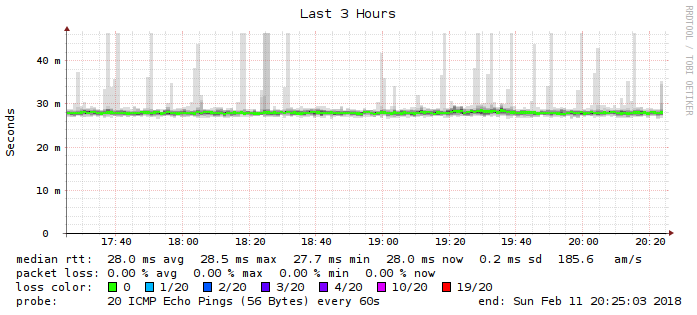 Last 3 Hours
RRDTOOL / TOBI OETIKER
Seconds
40 m
30 m
20 m
10 m
0
17:40 18:00 18:20 18:40 19:00 19:20 19:40 20:00 20:20
median rtt: 28.0 ms avg 28.5 ms max 27.7 ms min 28.0 ms now 0.2 ms sd 185.6 am/s
packet loss: 0.00 % avg 0.00 % max 0.00 % min 0.00 % now
loss color: 0 1/20 2/20 3/20 4/20 10/20 19/20
probe: 20 ICMP Echo Pings (56 Bytes) every 60s end: Sun Feb 11 20:25:03 2018